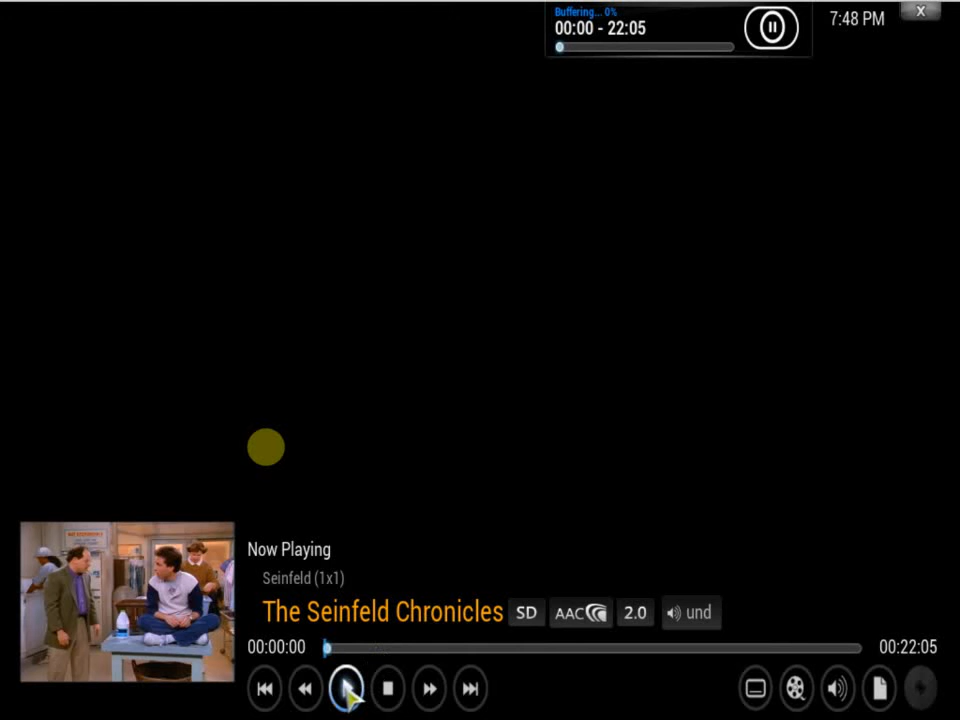 Buffering... 0%
00:00 - 22:05
7:48 PM
X
Now Playing
Seinfeld (1x1)
The Seinfeld Chronicles SD AAC 2.0 und
00:00:00 00:22:05